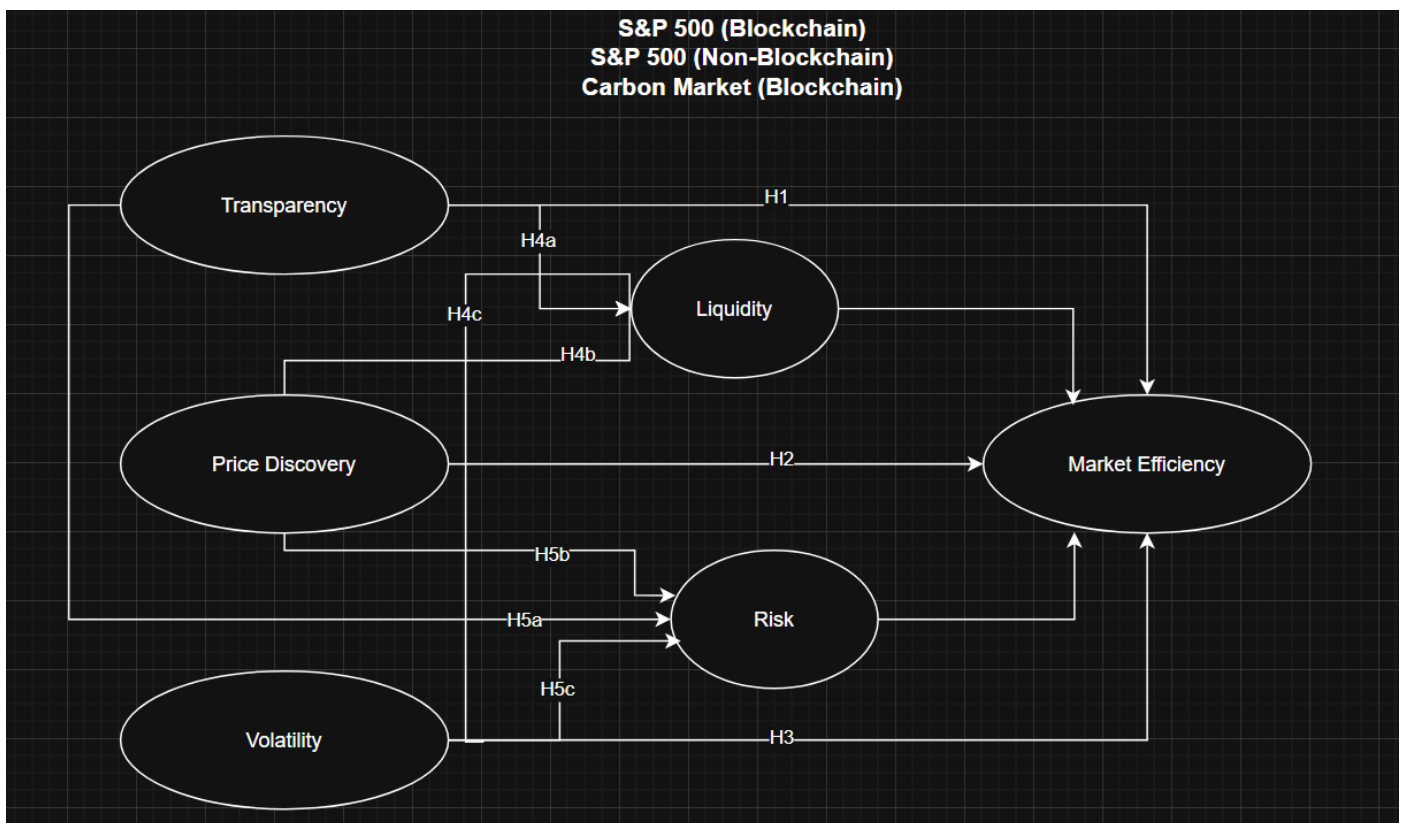 S&P 500 (Blockchain)
S&P 500 (Non-Blockchain)
Carbon Market (Blockchain)
Transparency
H1
H4a
Liquidity
H4c
H4b
Price Discovery
H2
Market Efficiency
H5b
H5a
Risk
H5c
Volatility
H3